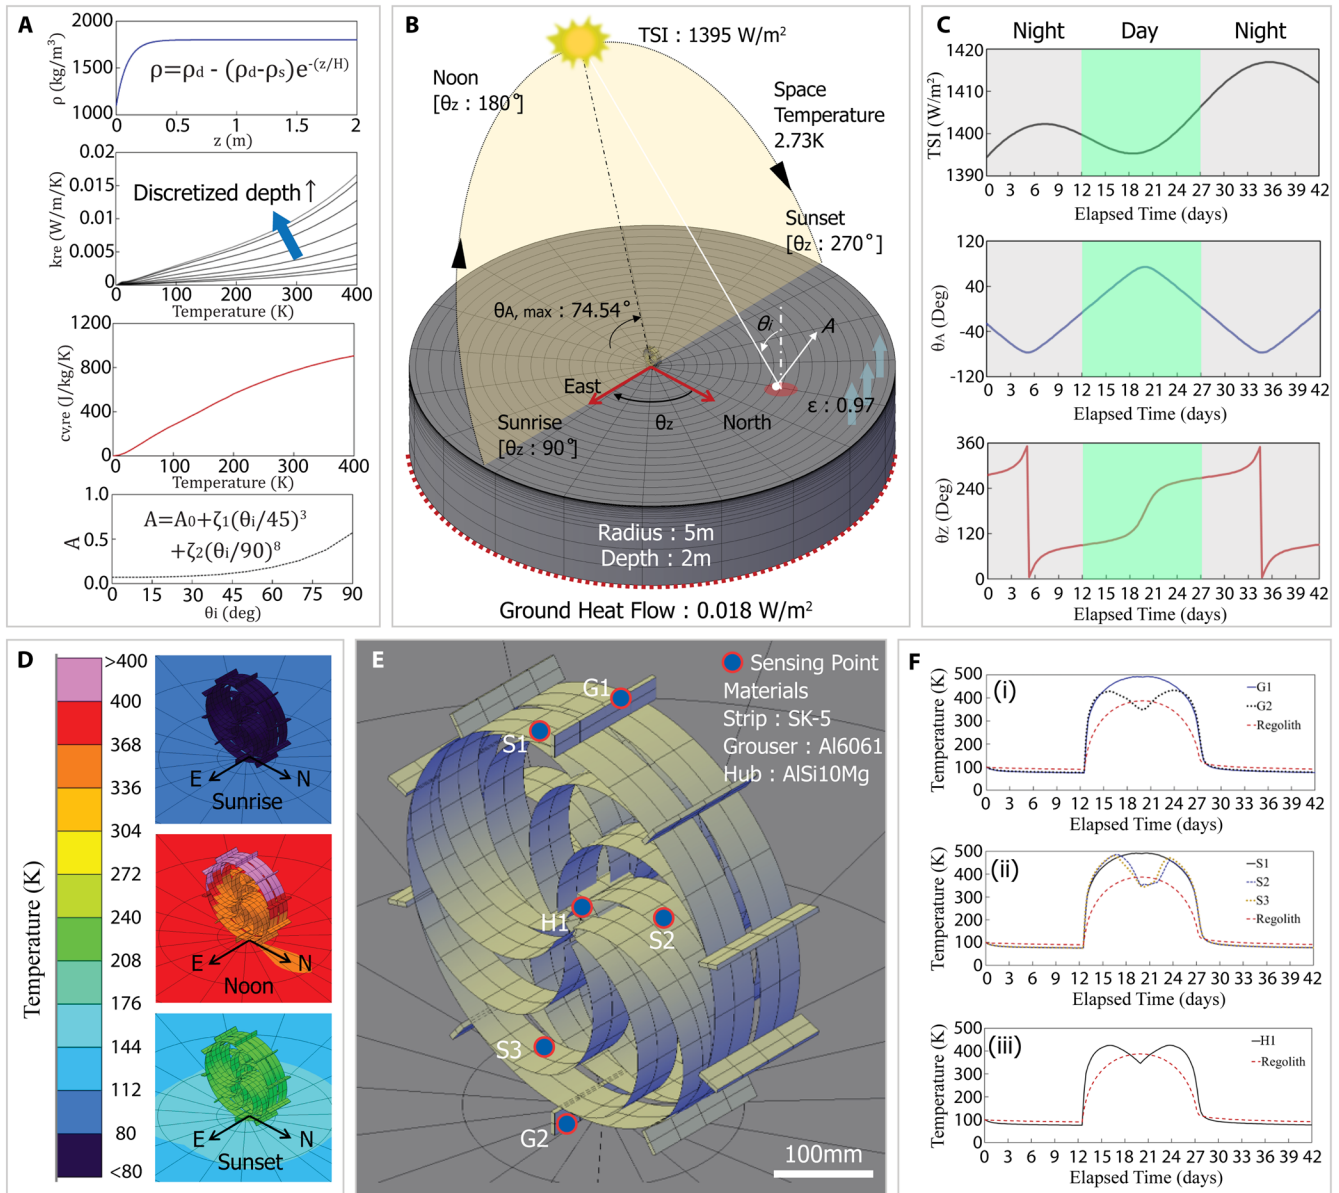 A
ρ (kg/m³)
2000
1500
1000
ρ=ρd - (ρd-ρs)e-(z/H)
0 0.5 1 1.5 2
z (m)
kre (W/m/K)
0.02
0.015
0.01
0.005
0
Discretized depth↑
0 100 200 300 400
Temperature (K)
cv,re (J/kg/K)
1200
800
400
0
0 100 200 300 400
Temperature (K)
A
1.0
0.5
0.0
A=A0+ζ1(θi/45)³
+ζ2(θi/90)⁸
0 15 30 45 60 75 90
θi (deg)
B
TSI : 1395 W/m²
Noon
[θz : 180°]
Space
Temperature
2.73K
Sunset
[θz : 270°]
θA, max : 74.54°
θi
A
East
θz
North
ε : 0.97
Sunrise
[θz : 90°]
Radius : 5m
Depth : 2m
Ground Heat Flow : 0.018 W/m²
C
Night Day Night
TSI (W/m²)
1420
1410
1400
1390
0 3 6 9 12 15 18 21 24 27 30 33 36 39 42
Elapsed Time (days)
θA (Deg)
120
40
-40
-120
0 3 6 9 12 15 18 21 24 27 30 33 36 39 42
Elapsed Time (days)
θZ (Deg)
360
240
120
0
0 3 6 9 12 15 18 21 24 27 30 33 36 39 42
Elapsed Time (days)
D
Temperature (K)
>400
400
368
336
304
272
240
208
176
144
112
80
<80
E N
Sunrise
E N
Noon
E N
Sunset
E
Sensing Point
Materials
Strip : SK-5
Grouser : Al6061
Hub : AlSi10Mg
G1
S1
H1
S2
S3
G2
100mm
F
(i)
Temperature (K)
500
400
300
200
100
0
G1
G2
Regolith
0 3 6 9 12 15 18 21 24 27 30 33 36 39 42
Elapsed Time (days)
(ii)
Temperature (K)
500
400
300
200
100
0
S1
S2
S3
Regolith
0 3 6 9 12 15 18 21 24 27 30 33 36 39 42
Elapsed Time (days)
(iii)
Temperature (K)
500
400
300
200
100
0
H1
Regolith
0 3 6 9 12 15 18 21 24 27 30 33 36 39 42
Elapsed Time (days)